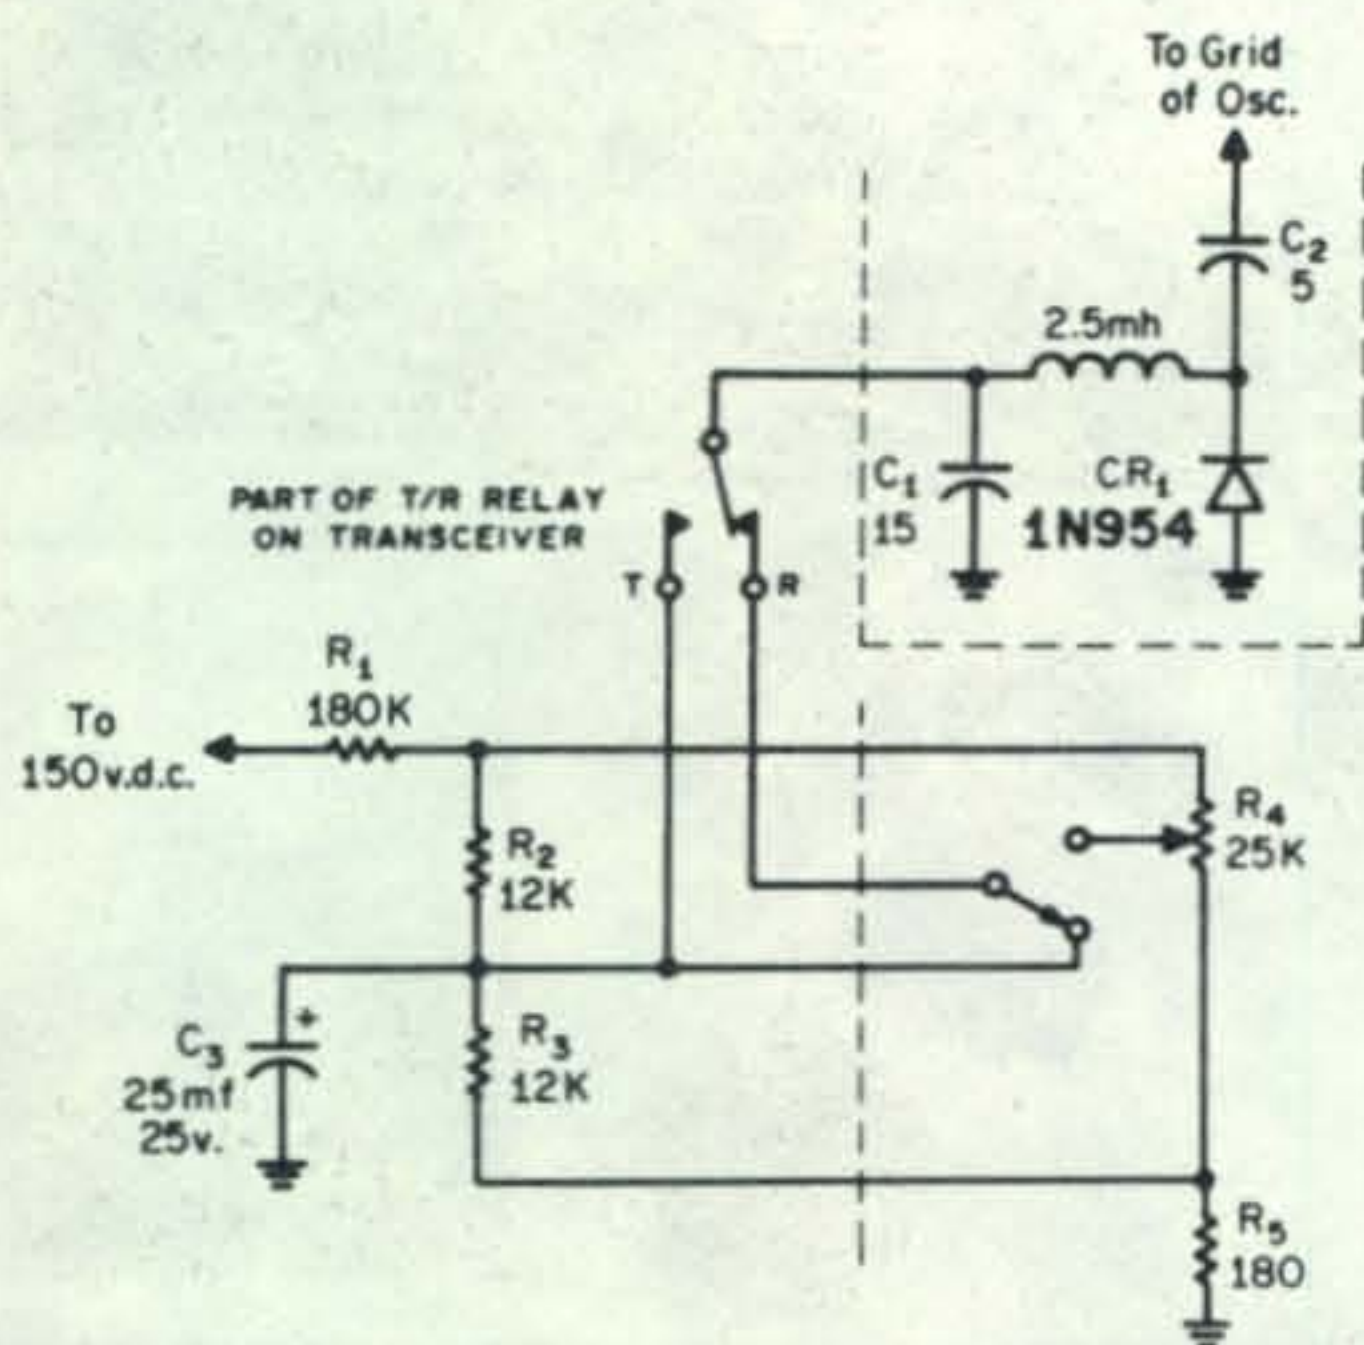 To Grid
of Osc.
C₂
5
2.5mh
C₁
15
CR₁
1N954
PART OF T/R RELAY
ON TRANSCEIVER
T
R
R₁
180K
To
150v.d.c.
R₂
12K
R₄
25K
C₃
+
25mf
25v.
R₃
12K
R₅
180